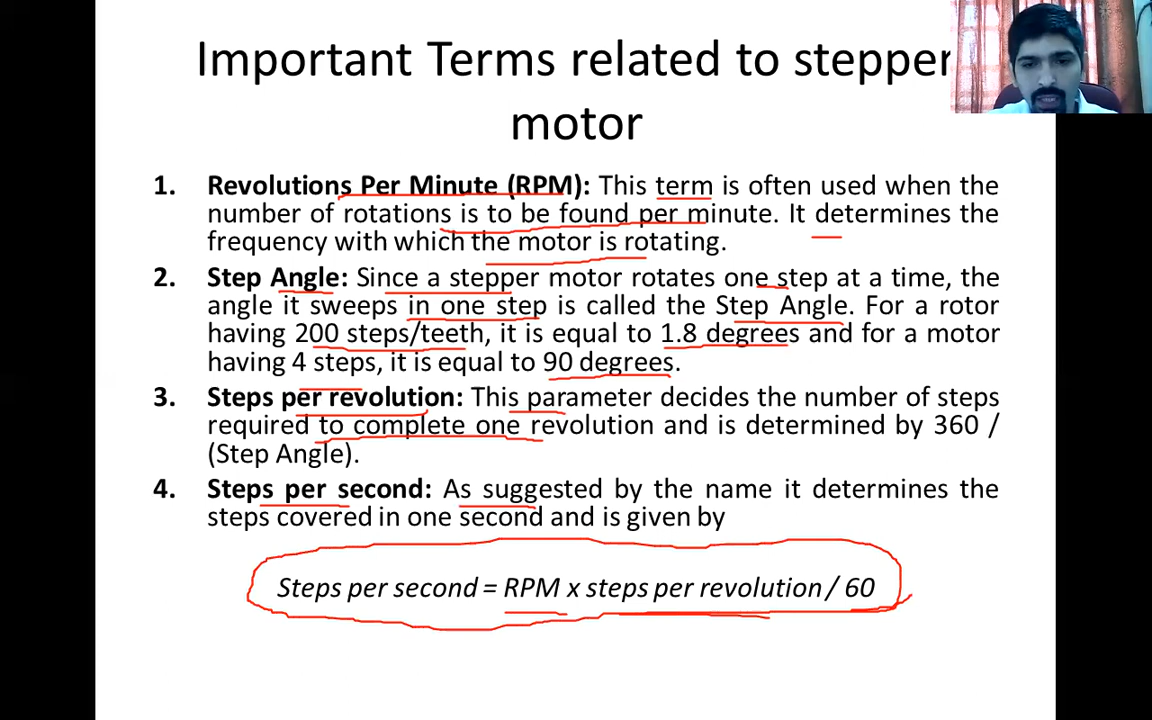 Important Terms related to stepper
motor
1. Revolutions Per Minute (RPM): This term is often used when the
number of rotations is to be found per minute. It determines the
frequency with which the motor is rotating.
2. Step Angle: Since a stepper motor rotates one step at a time, the
angle it sweeps in one step is called the Step Angle. For a rotor
having 200 steps/teeth, it is equal to 1.8 degrees and for a motor
having 4 steps, it is equal to 90 degrees.
3. Steps per revolution: This parameter decides the number of steps
required to complete one revolution and is determined by 360 /
(Step Angle).
4. Steps per second: As suggested by the name it determines the
steps covered in one second and is given by
Steps per second = RPM x steps per revolution / 60